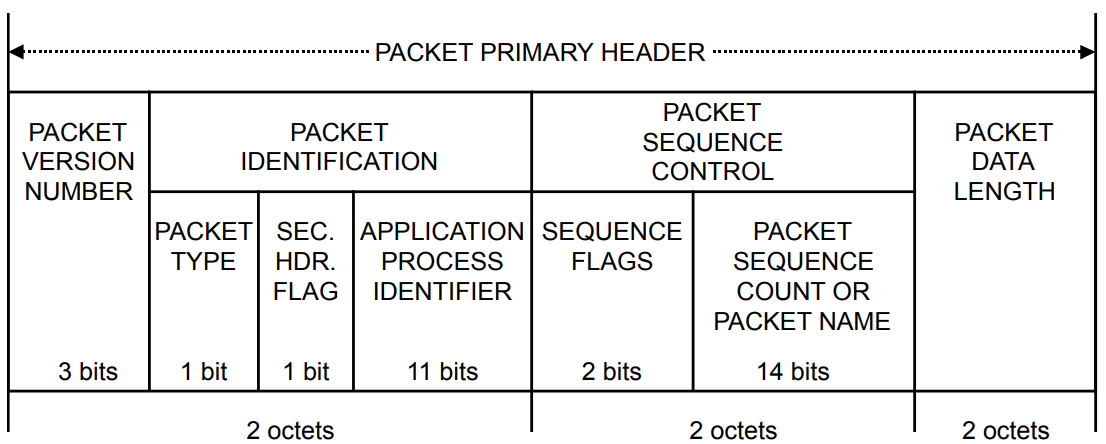 PACKET PRIMARY HEADER
PACKET
VERSION
NUMBER
3 bits
PACKET
IDENTIFICATION
PACKET
TYPE
1 bit
SEC.
HDR.
FLAG
1 bit
APPLICATION
PROCESS
IDENTIFIER
11 bits
PACKET
SEQUENCE
CONTROL
SEQUENCE
FLAGS
2 bits
PACKET
SEQUENCE
COUNT OR
PACKET NAME
14 bits
PACKET
DATA
LENGTH
2 octets
2 octets
2 octets